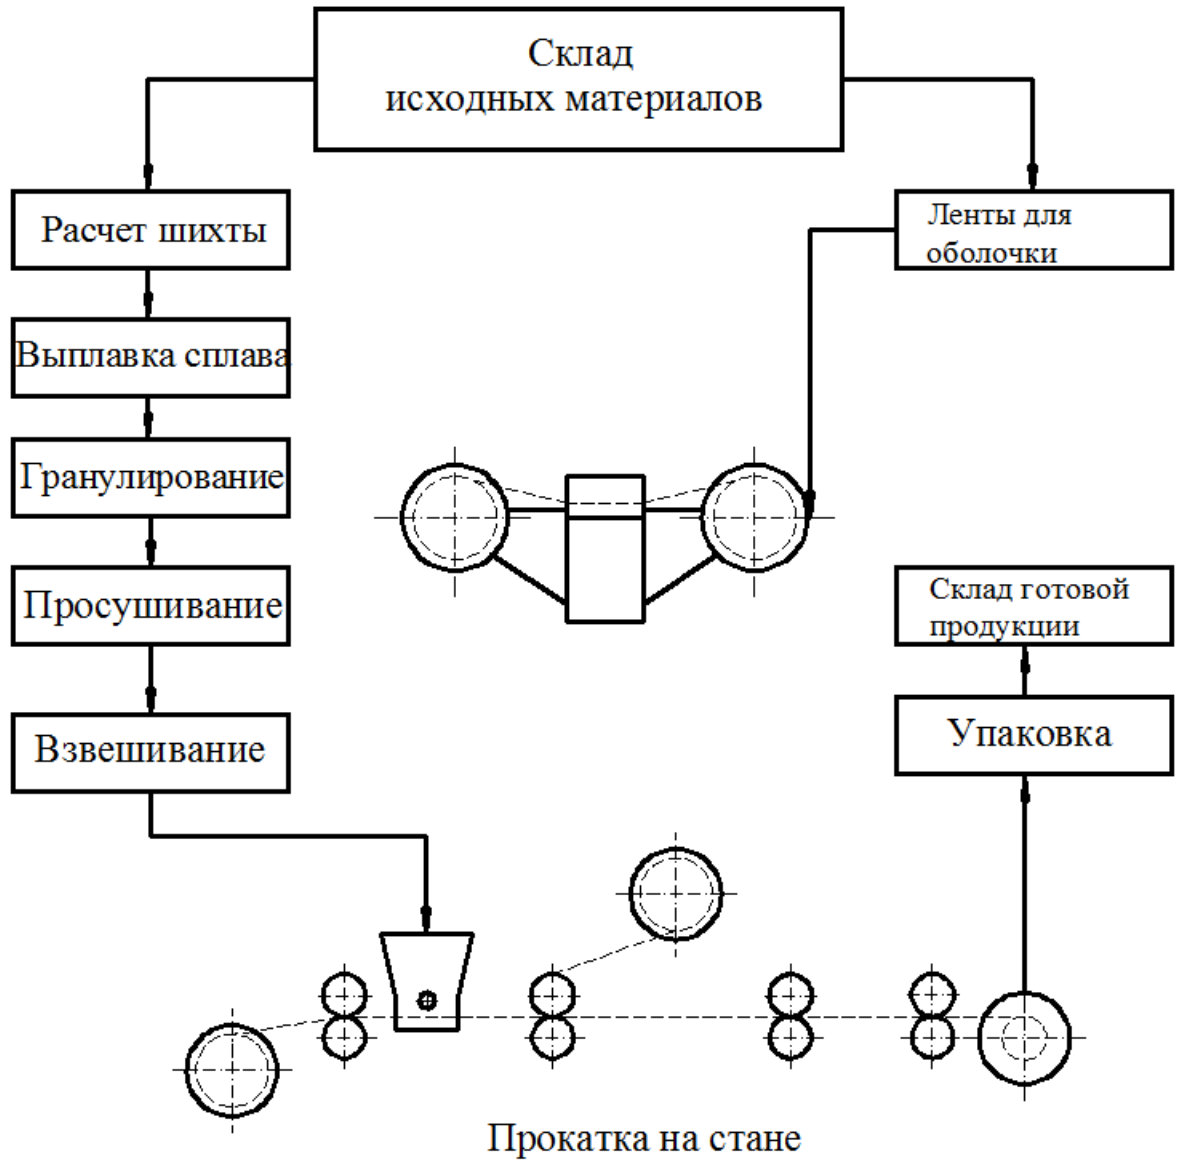 Склад
исходных материалов
Расчет шихты
Ленты для
оболочки
Выплавка сплава
Гранулирование
Просушивание
Склад готовой
продукции
Взвешивание
Упаковка
Прокатка на стане